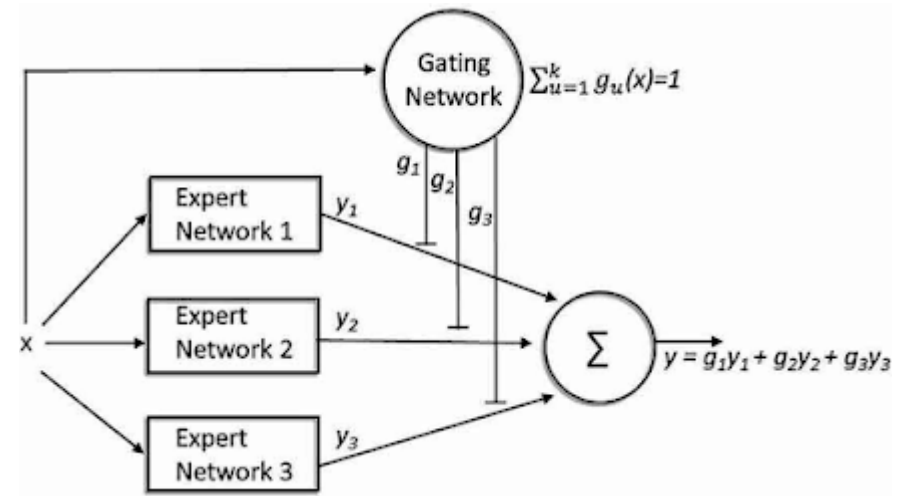 Gating
Network
∑ᵏᵤ₌₁ gᵤ(x)=1
g₁
g₂
g₃
Expert
Network 1
y₁
x
Expert
Network 2
y₂
∑
y = g₁y₁ + g₂y₂ + g₃y₃
Expert
Network 3
y₃